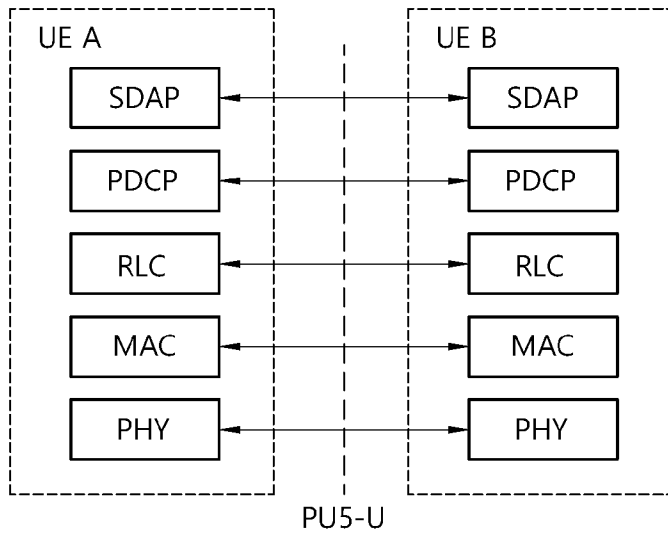 UE A UE B
SDAP SDAP
PDCP PDCP
RLC RLC
MAC MAC
PHY PHY
PU5-U